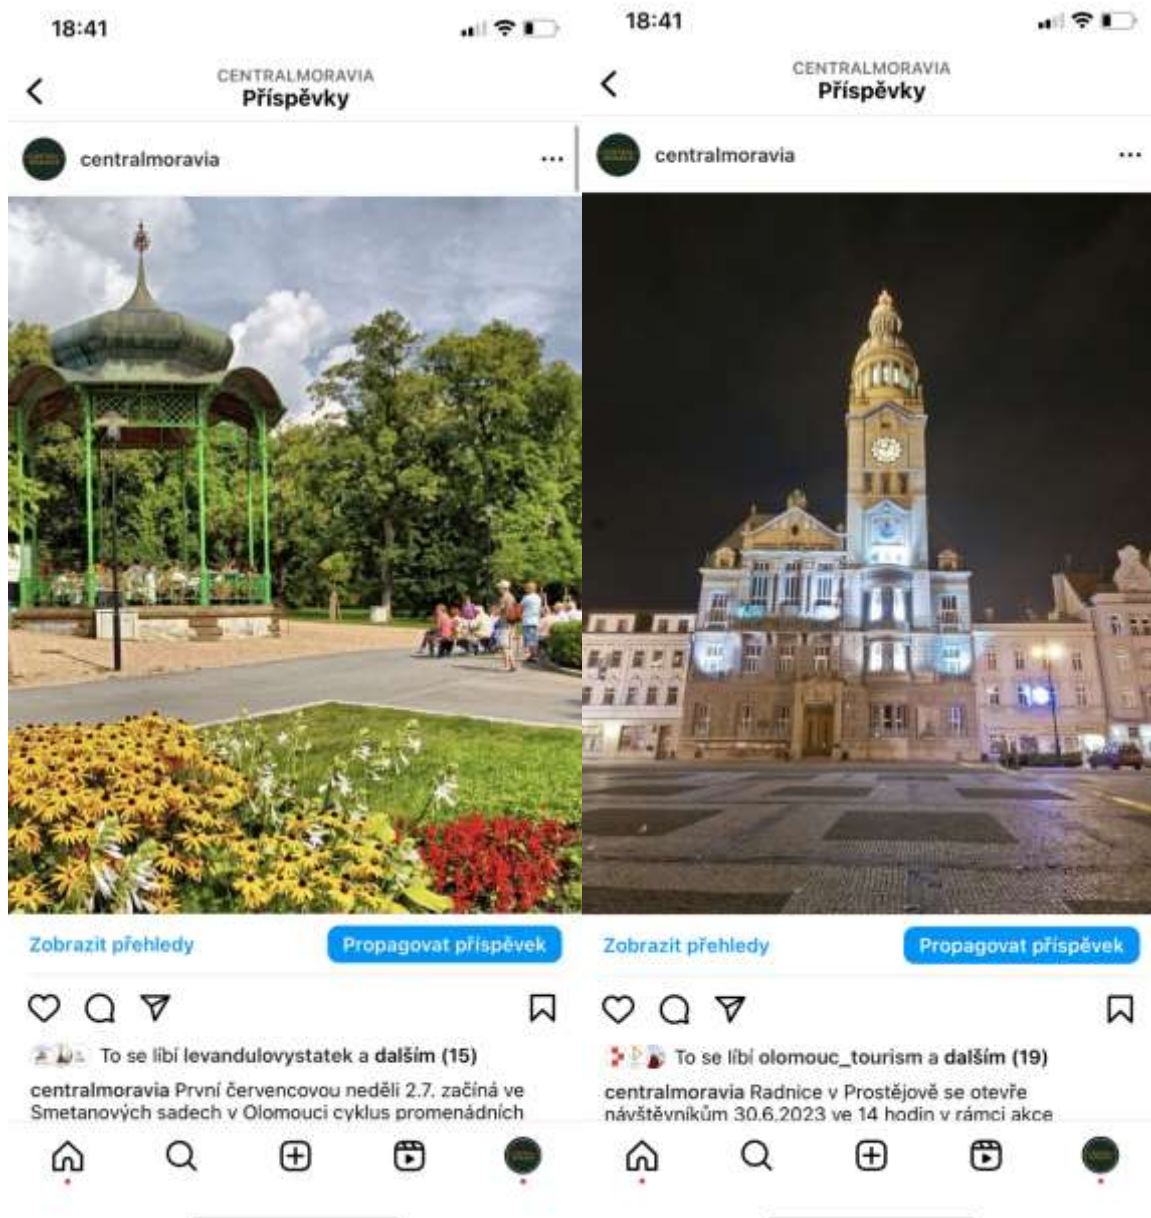 18:41
CENTRALMORAVIA
Příspěvky
centralmoravia
Zobrazit přehledy
Propagovat příspěvek
To se líbí levandulovystatek a dalším (15)
centralmoravia První červencovou neděli 2.7. začíná ve
Smetanových sadech v Olomouci cyklus promenádních
18:41
CENTRALMORAVIA
Příspěvky
centralmoravia
Zobrazit přehledy
Propagovat příspěvek
To se líbí olomouc_tourism a dalším (19)
centralmoravia Radnice v Prostějově se otevře
návštěvníkům 30.6.2023 ve 14 hodin v rámci akce